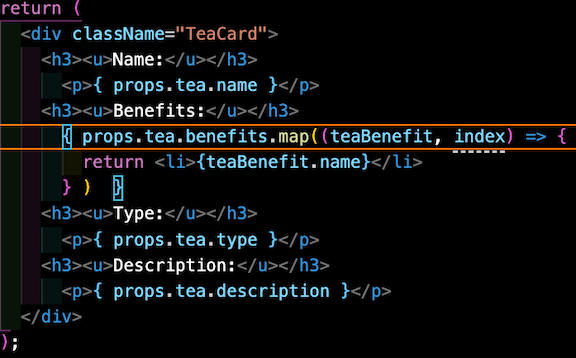 return (
<div className="TeaCard">
<h3><u>Name:</u></h3>
<p>{ props.tea.name }</p>
<h3><u>Benefits:</u></h3>
{ props.tea.benefits.map((teaBenefit, index) => {
return <li>{teaBenefit.name}</li>
} ) }
<h3><u>Type:</u></h3>
<p>{ props.tea.type }</p>
<h3><u>Description:</u></h3>
<p>{ props.tea.description }</p>
</div>
);